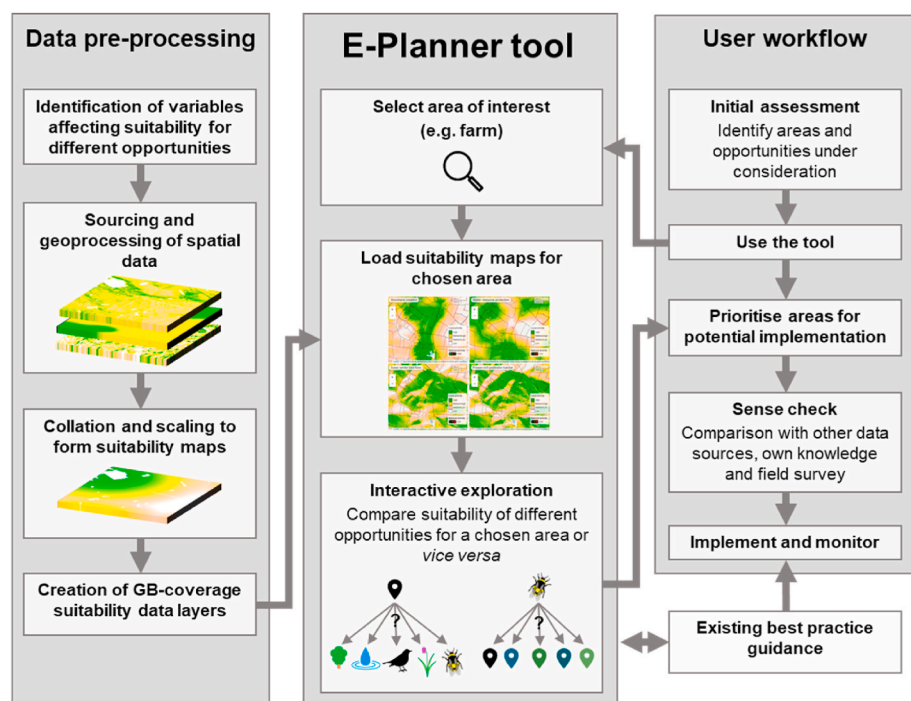 Data pre-processing
Identification of variables
affecting suitability for
different opportunities
Sourcing and
geoprocessing of spatial
data
Collation and scaling to
form suitability maps
Creation of GB-coverage
suitability data layers
E-Planner tool
Select area of interest
(e.g. farm)
Load suitability maps for
chosen area
Interactive exploration
Compare suitability of different
opportunities for a chosen area or
vice versa
?
?
User workflow
Initial assessment
Identify areas and
opportunities under
consideration
Use the tool
Prioritise areas for
potential implementation
Sense check
Comparison with other data
sources, own knowledge
and field survey
Implement and monitor
Existing best practice
guidance